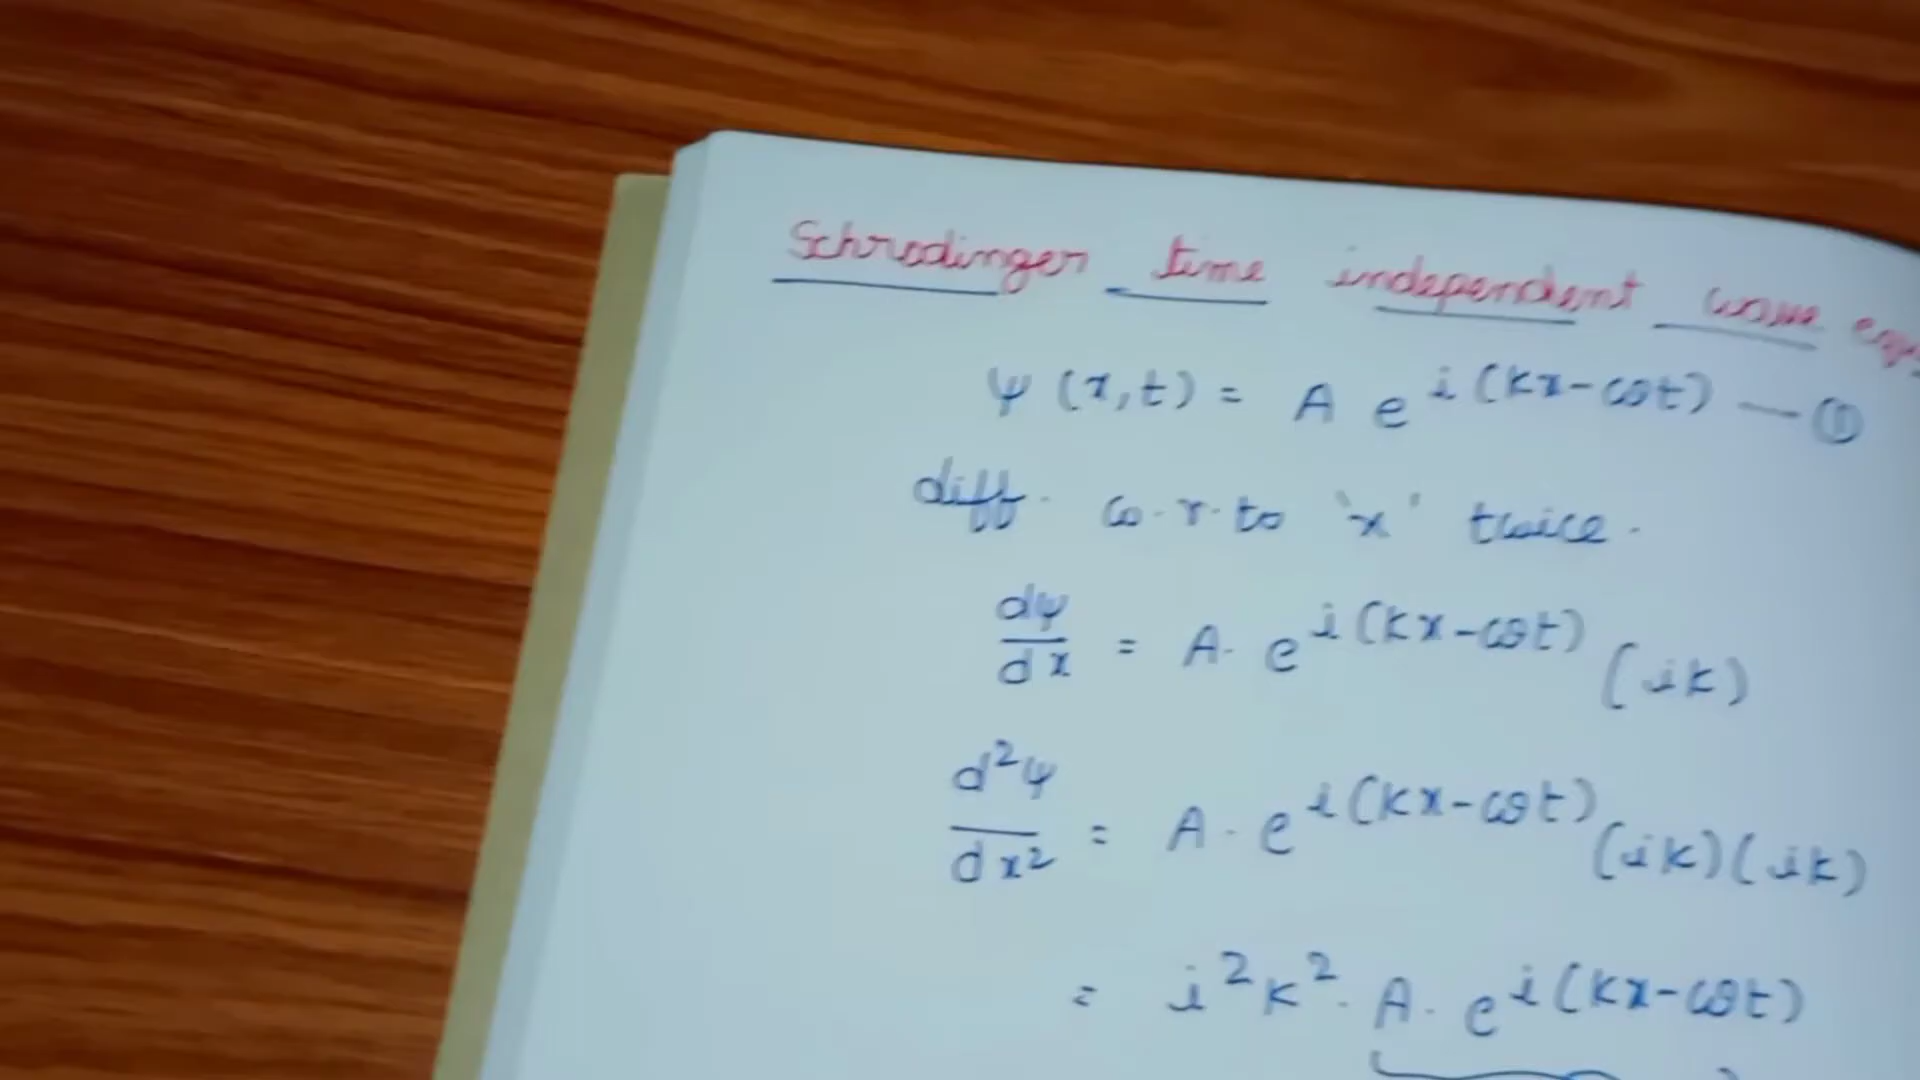 Schrodinger time independent wave eqn
ψ (x,t) = A e^{i(kx-ωt)} — ①
diff. w.r.to 'x' twice.
dψ/dx = A. e^{i(kx-ωt)} (ik)
d²ψ/dx² = A. e^{i(kx-ωt)} (ik)(ik)
= i²k². A. e^{i(kx-ωt)}